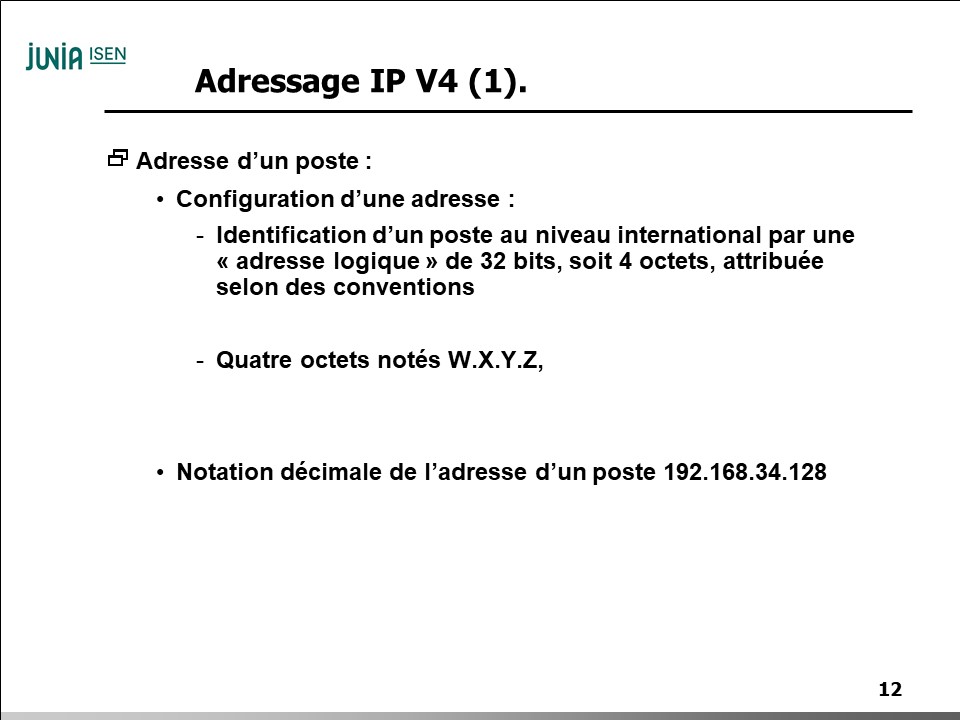 JUNIA ISEN
Adressage IP V4 (1).
Adresse d’un poste :
• Configuration d’une adresse :
- Identification d’un poste au niveau international par une
« adresse logique » de 32 bits, soit 4 octets, attribuée
selon des conventions
- Quatre octets notés W.X.Y.Z,
• Notation décimale de l’adresse d’un poste 192.168.34.128
12